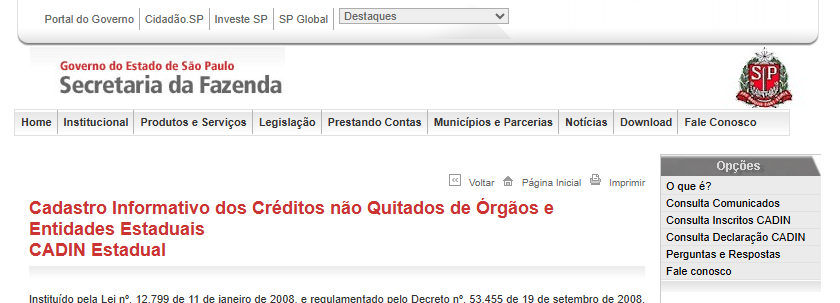 Portal do Governo Cidadão.SP Investe SP SP Global Destaques
Governo do Estado de São Paulo
Secretaria da Fazenda
SP
Home Institucional Produtos e Serviços Legislação Prestando Contas Municípios e Parcerias Notícias Download Fale Conosco
Opções
Voltar Página Inicial Imprimir
O que é?
Consulta Comunicados
Consulta Inscritos CADIN
Consulta Declaração CADIN
Perguntas e Respostas
Fale conosco
Cadastro Informativo dos Créditos não Quitados de Órgãos e
Entidades Estaduais
CADIN Estadual
Instituído pela Lei nº. 12.799 de 11 de janeiro de 2008, e regulamentado pelo Decreto nº. 53.455 de 19 de setembro de 2008,